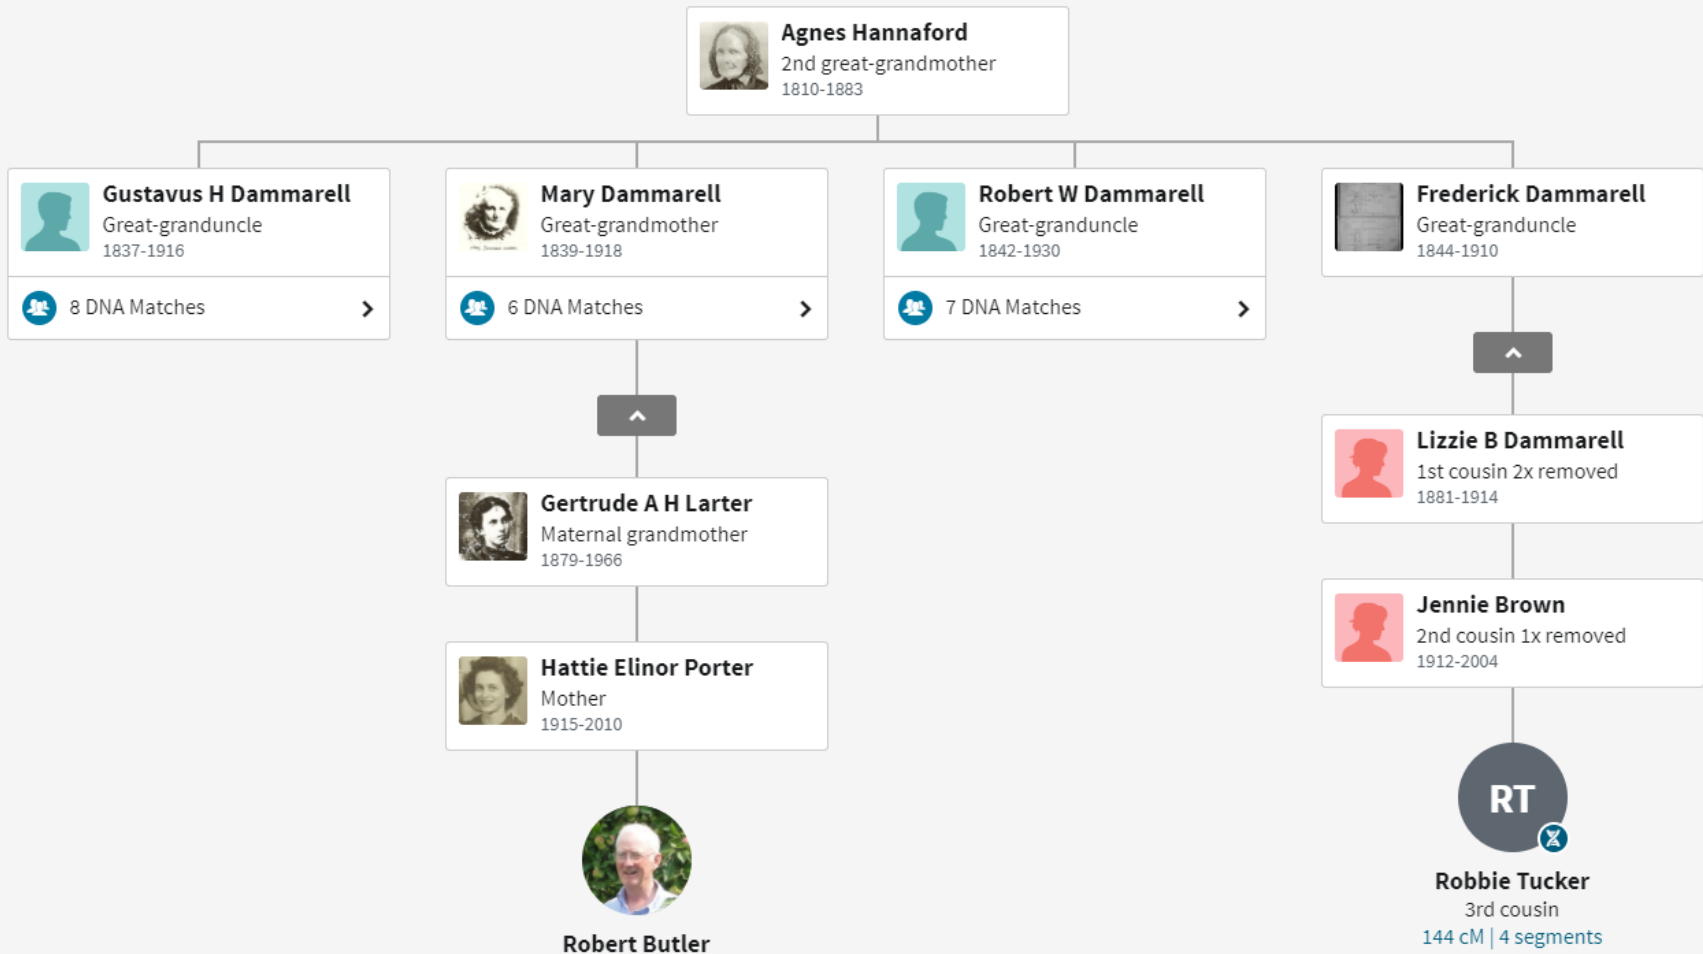 Agnes Hannaford
2nd great-grandmother
1810-1883
Gustavus H Dammarell
Great-granduncle
1837-1916
8 DNA Matches
Mary Dammarell
Great-grandmother
1839-1918
6 DNA Matches
Robert W Dammarell
Great-granduncle
1842-1930
7 DNA Matches
Frederick Dammarell
Great-granduncle
1844-1910
Gertrude A H Larter
Maternal grandmother
1879-1966
Hattie Elinor Porter
Mother
1915-2010
Robert Butler
Lizzie B Dammarell
1st cousin 2x removed
1881-1914
Jennie Brown
2nd cousin 1x removed
1912-2004
RT
Robbie Tucker
3rd cousin
144 cM | 4 segments